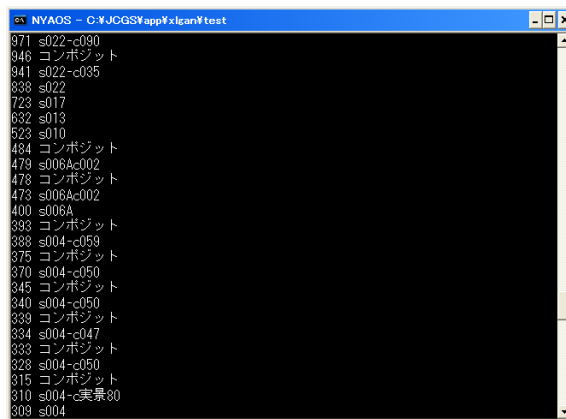 NYAOS - C:¥JCGS¥app¥xlgan¥test
971 s022-c090
946 コンポジット
941 s022-c035
838 s022
723 s017
632 s013
523 s010
484 コンポジット
479 s006Ac002
478 コンポジット
473 s006Ac002
400 s006A
393 コンポジット
388 s004-c059
375 コンポジット
370 s004-c050
345 コンポジット
340 s004-c050
339 コンポジット
334 s004-c047
333 コンポジット
328 s004-c050
315 コンポジット
310 s004-c実景80
309 s004